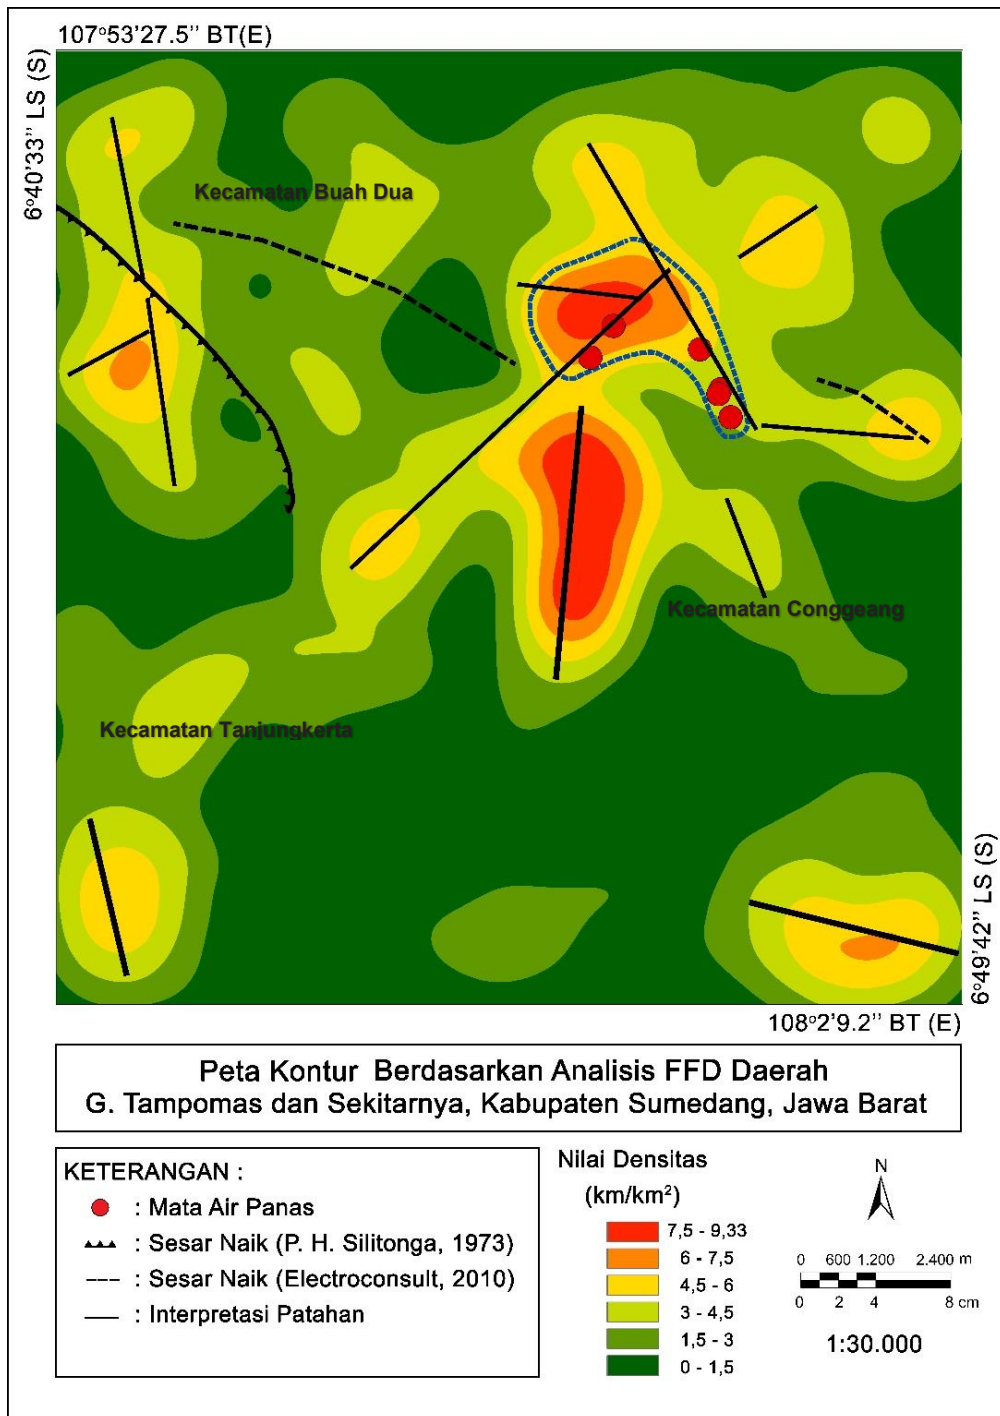 107°53'27.5'' BT(E)
6°40'33'' LS (S)
Kecamatan Buah Dua
Kecamatan Conggeang
Kecamatan Tanjungkerta
6°49'42'' LS (S)
108°2'9.2'' BT (E)
Peta Kontur Berdasarkan Analisis FFD Daerah
G. Tampomas dan Sekitarnya, Kabupaten Sumedang, Jawa Barat
KETERANGAN :
: Mata Air Panas
: Sesar Naik (P. H. Silitonga, 1973)
: Sesar Naik (Electroconsult, 2010)
: Interpretasi Patahan
Nilai Densitas
(km/km²)
7,5 - 9,33
6 - 7,5
4,5 - 6
3 - 4,5
1,5 - 3
0 - 1,5
N
0 600 1.200 2.400 m
0 2 4 8 cm
1:30.000